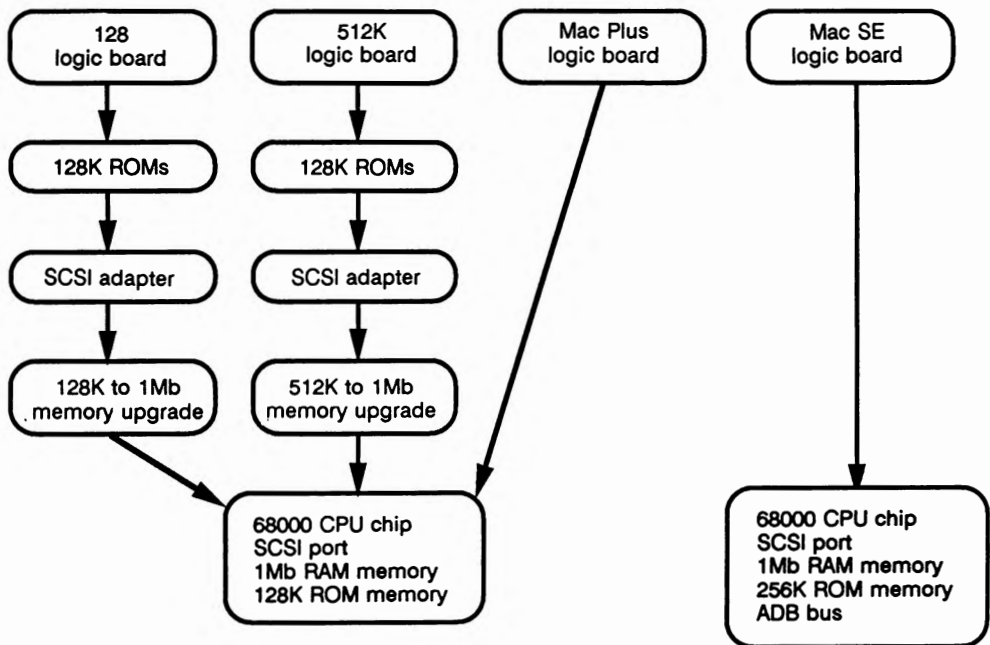 128
logic board
512K
logic board
Mac Plus
logic board
Mac SE
logic board
128K ROMs
128K ROMs
SCSI adapter
SCSI adapter
128K to 1Mb
memory upgrade
512K to 1Mb
memory upgrade
68000 CPU chip
SCSI port
1Mb RAM memory
128K ROM memory
68000 CPU chip
SCSI port
1Mb RAM memory
256K ROM memory
ADB bus